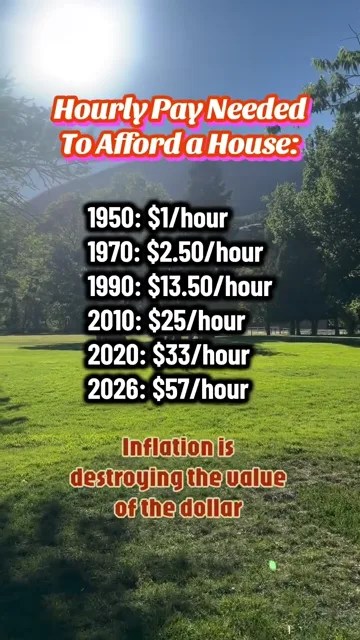 Hourly Pay Needed
To Afford a House:
1950: $1/hour
1970: $2.50/hour
1990: $13.50/hour
2010: $25/hour
2020: $33/hour
2026: $57/hour
Inflation is
destroying the value
of the dollar